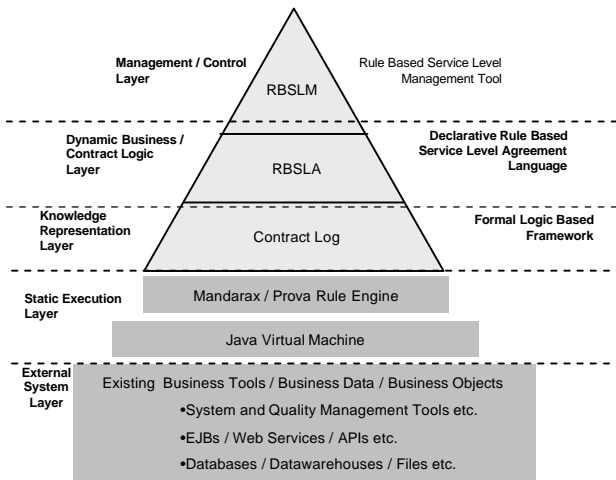 Management / Control
Layer
Rule Based Service Level
Management Tool
RBSLM
Dynamic Business /
Contract Logic
Layer
Declarative Rule Based
Service Level Agreement
Language
RBSLA
Knowledge
Representation
Layer
Formal Logic Based
Framework
Contract Log
Static Execution
Layer
Mandarax / Prova Rule Engine
Java Virtual Machine
External
System
Layer
Existing Business Tools / Business Data / Business Objects
•System and Quality Management Tools etc.
•EJBs / Web Services / APIs etc.
•Databases / Datawarehouses / Files etc.